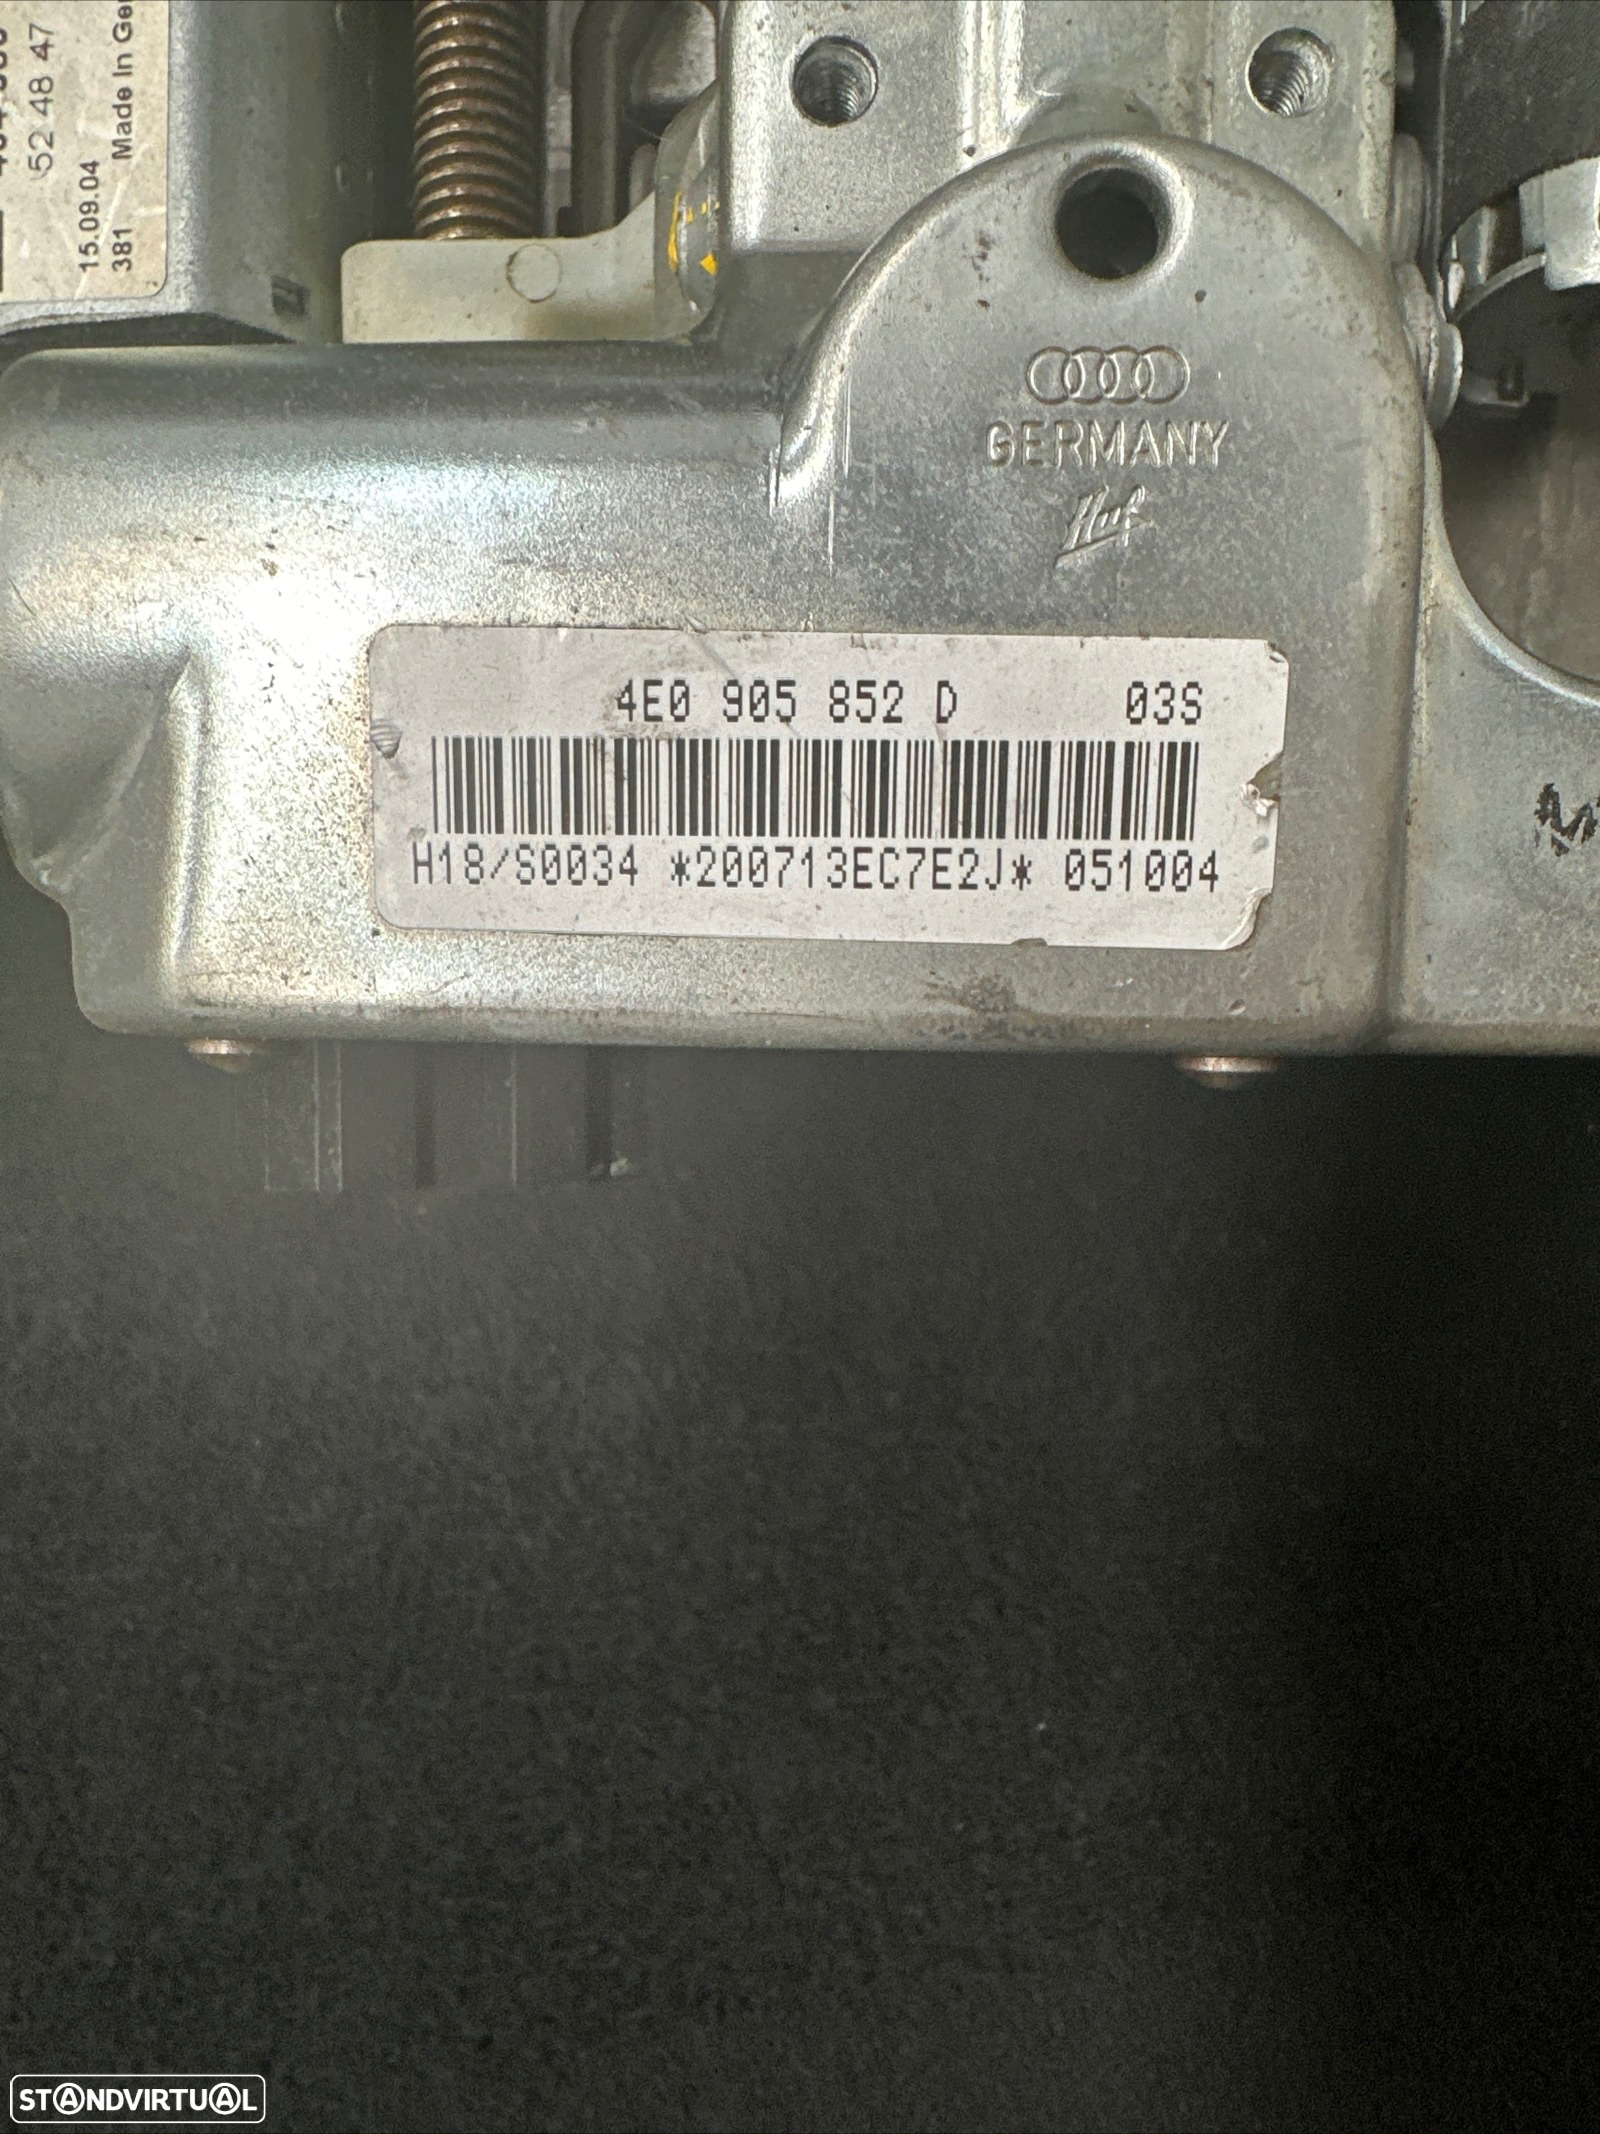 52 48 47
15.09.04
381 Made In Ge
GERMANY
Huf
4E0 905 852 D 03S
H18/S0034 *200713EC7E2J* 051004
STANDVIRTUAL